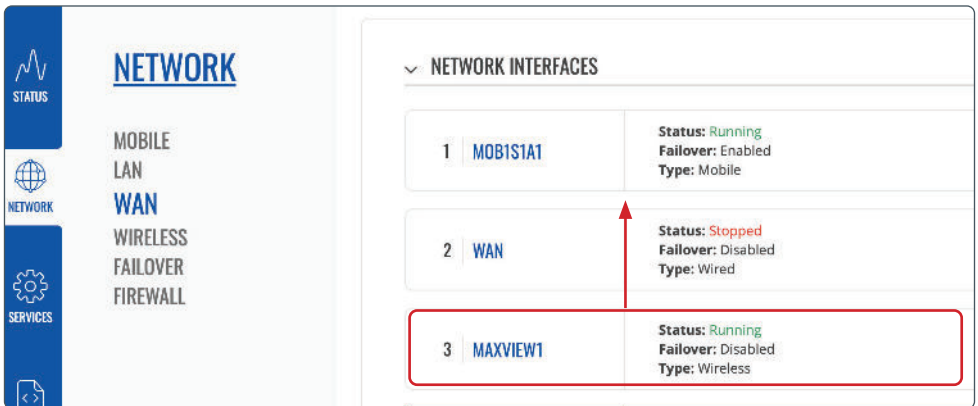 STATUS
NETWORK
SERVICES
NETWORK
MOBILE
LAN
WAN
WIRELESS
FAILOVER
FIREWALL
NETWORK INTERFACES
1 MOB1S1A1
Status: Running
Failover: Enabled
Type: Mobile
2 WAN
Status: Stopped
Failover: Disabled
Type: Wired
3 MAXVIEW1
Status: Running
Failover: Disabled
Type: Wireless